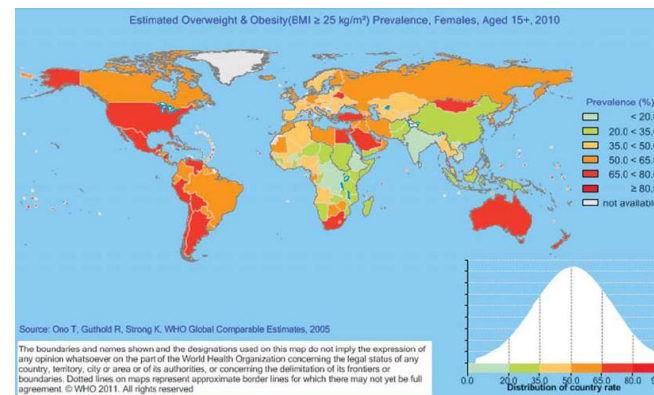 Estimated Overweight & Obesity(BMI ≥ 25 kg/m²) Prevalence, Females, Aged 15+, 2010
Prevalence (%)
< 20.
20.0 < 35.
35.0 < 50.
50.0 < 65.
65.0 < 80.
≥ 80.
not available
Source: Ono T, Guthold R, Strong K, WHO Global Comparable Estimates, 2005
The boundaries and names shown and the designations used on this map do not imply the expression of
any opinion whatsoever on the part of the World Health Organization concerning the legal status of any
country, territory, city or area or of its authorities, or concerning the delimitation of its frontiers or
boundaries. Dotted lines on maps represent approximate border lines for which there may not yet be full
agreement. © WHO 2011. All rights reserved
0.0 20.0 35.0 50.0 65.0 80.0
Distribution of country rate